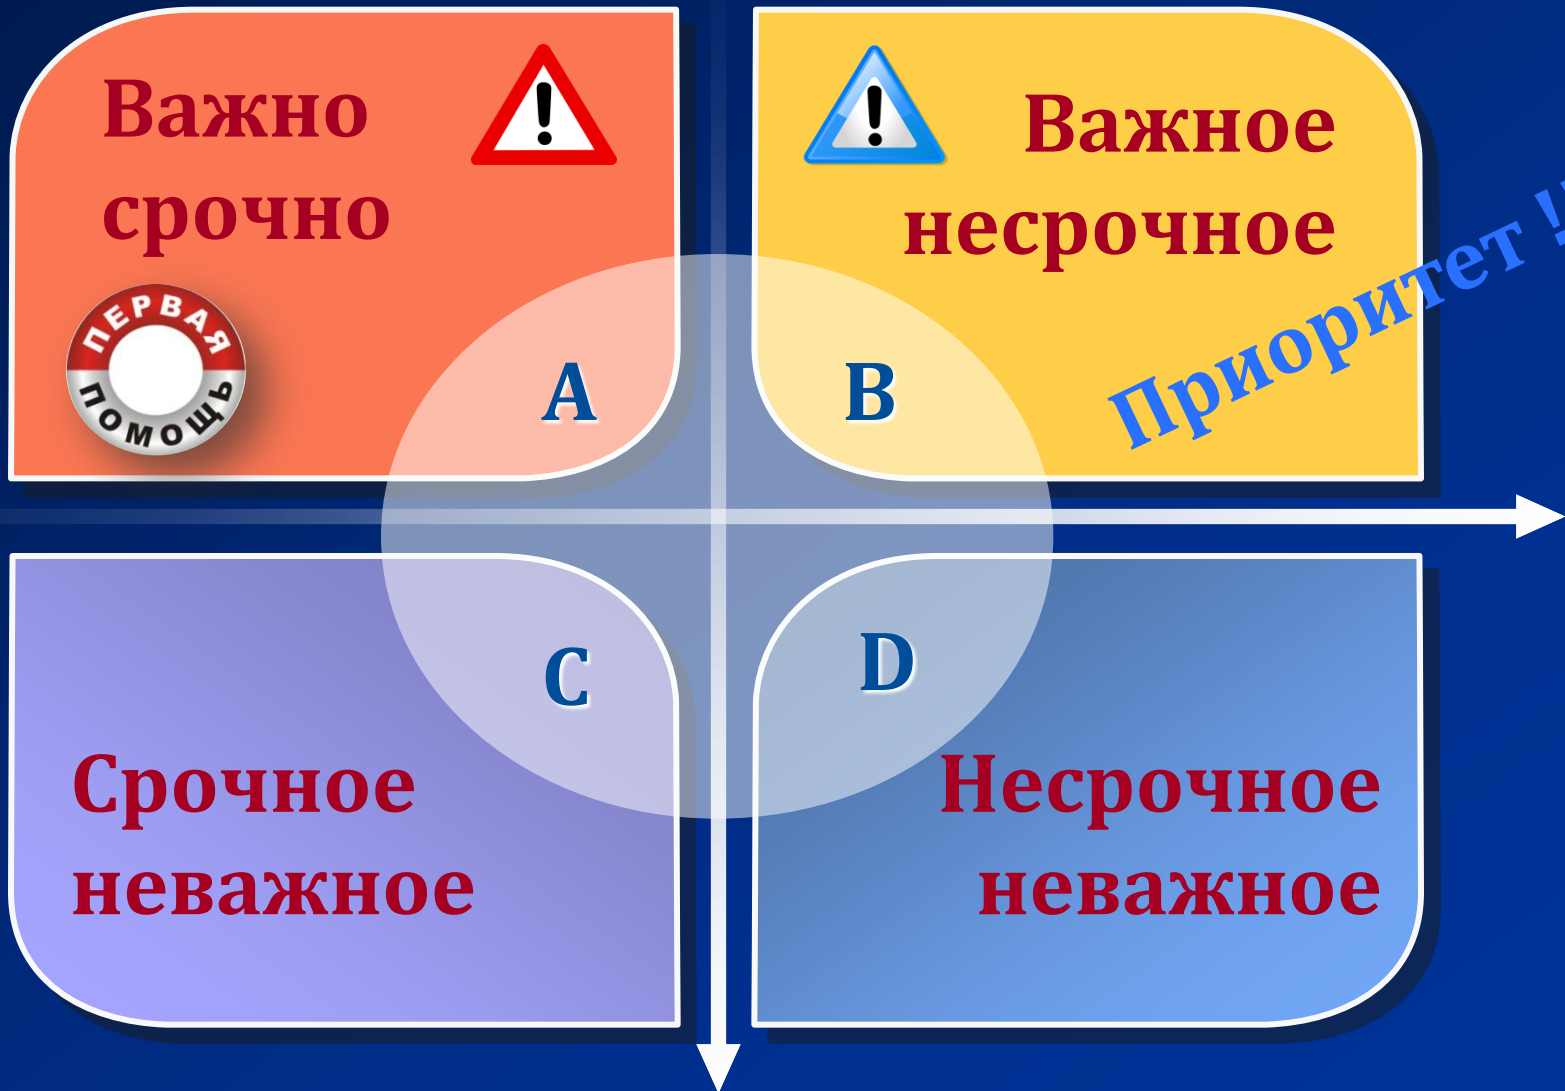 Важно
срочно
ПЕРВАЯ
ПОМОЩЬ
A
Важное
несрочное
Приоритет !
B
C
Срочное
неважное
D
Несрочное
неважное